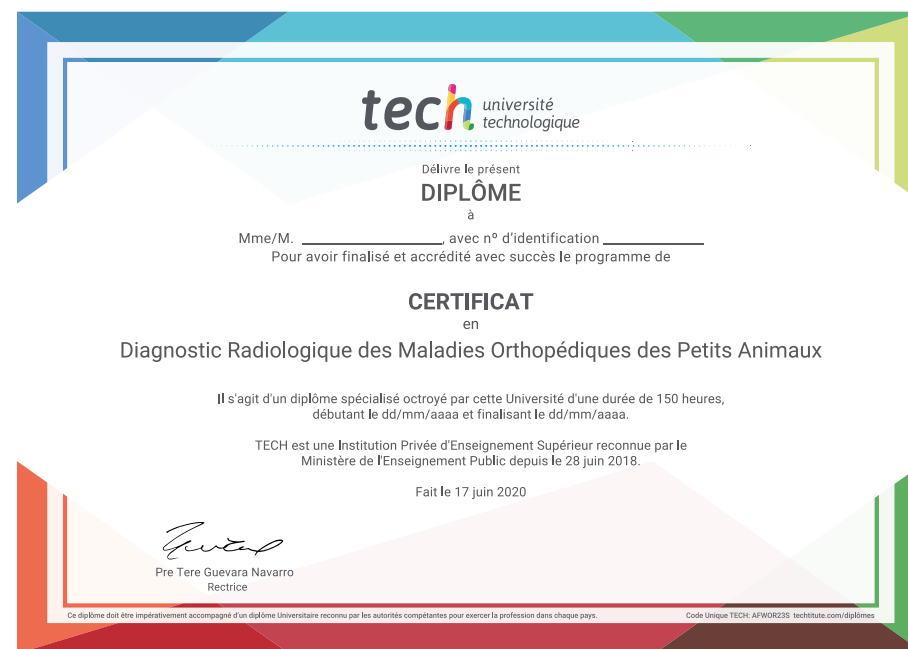 tech université
technologique
Délivre le présent
DIPLÔME
à
Mme/M. ____________________, avec nº d'identification ______________
Pour avoir finalisé et accrédité avec succès le programme de
CERTIFICAT
en
Diagnostic Radiologique des Maladies Orthopédiques des Petits Animaux
Il s'agit d'un diplôme spécialisé octroyé par cette Université d'une durée de 150 heures,
débutant le dd/mm/aaaa et finalisant le dd/mm/aaaa.
TECH est une Institution Privée d'Enseignement Supérieur reconnue par le
Ministère de l'Enseignement Public depuis le 28 juin 2018.
Fait le 17 juin 2020
Pre Tere Guevara Navarro
Rectrice
Ce diplôme doit être impérativement accompagné d'un diplôme Universitaire reconnu par les autorités compétantes pour exercer la profession dans chaque pays.
Code Unique TECH: AFWOR23S techtitute.com/diplômes